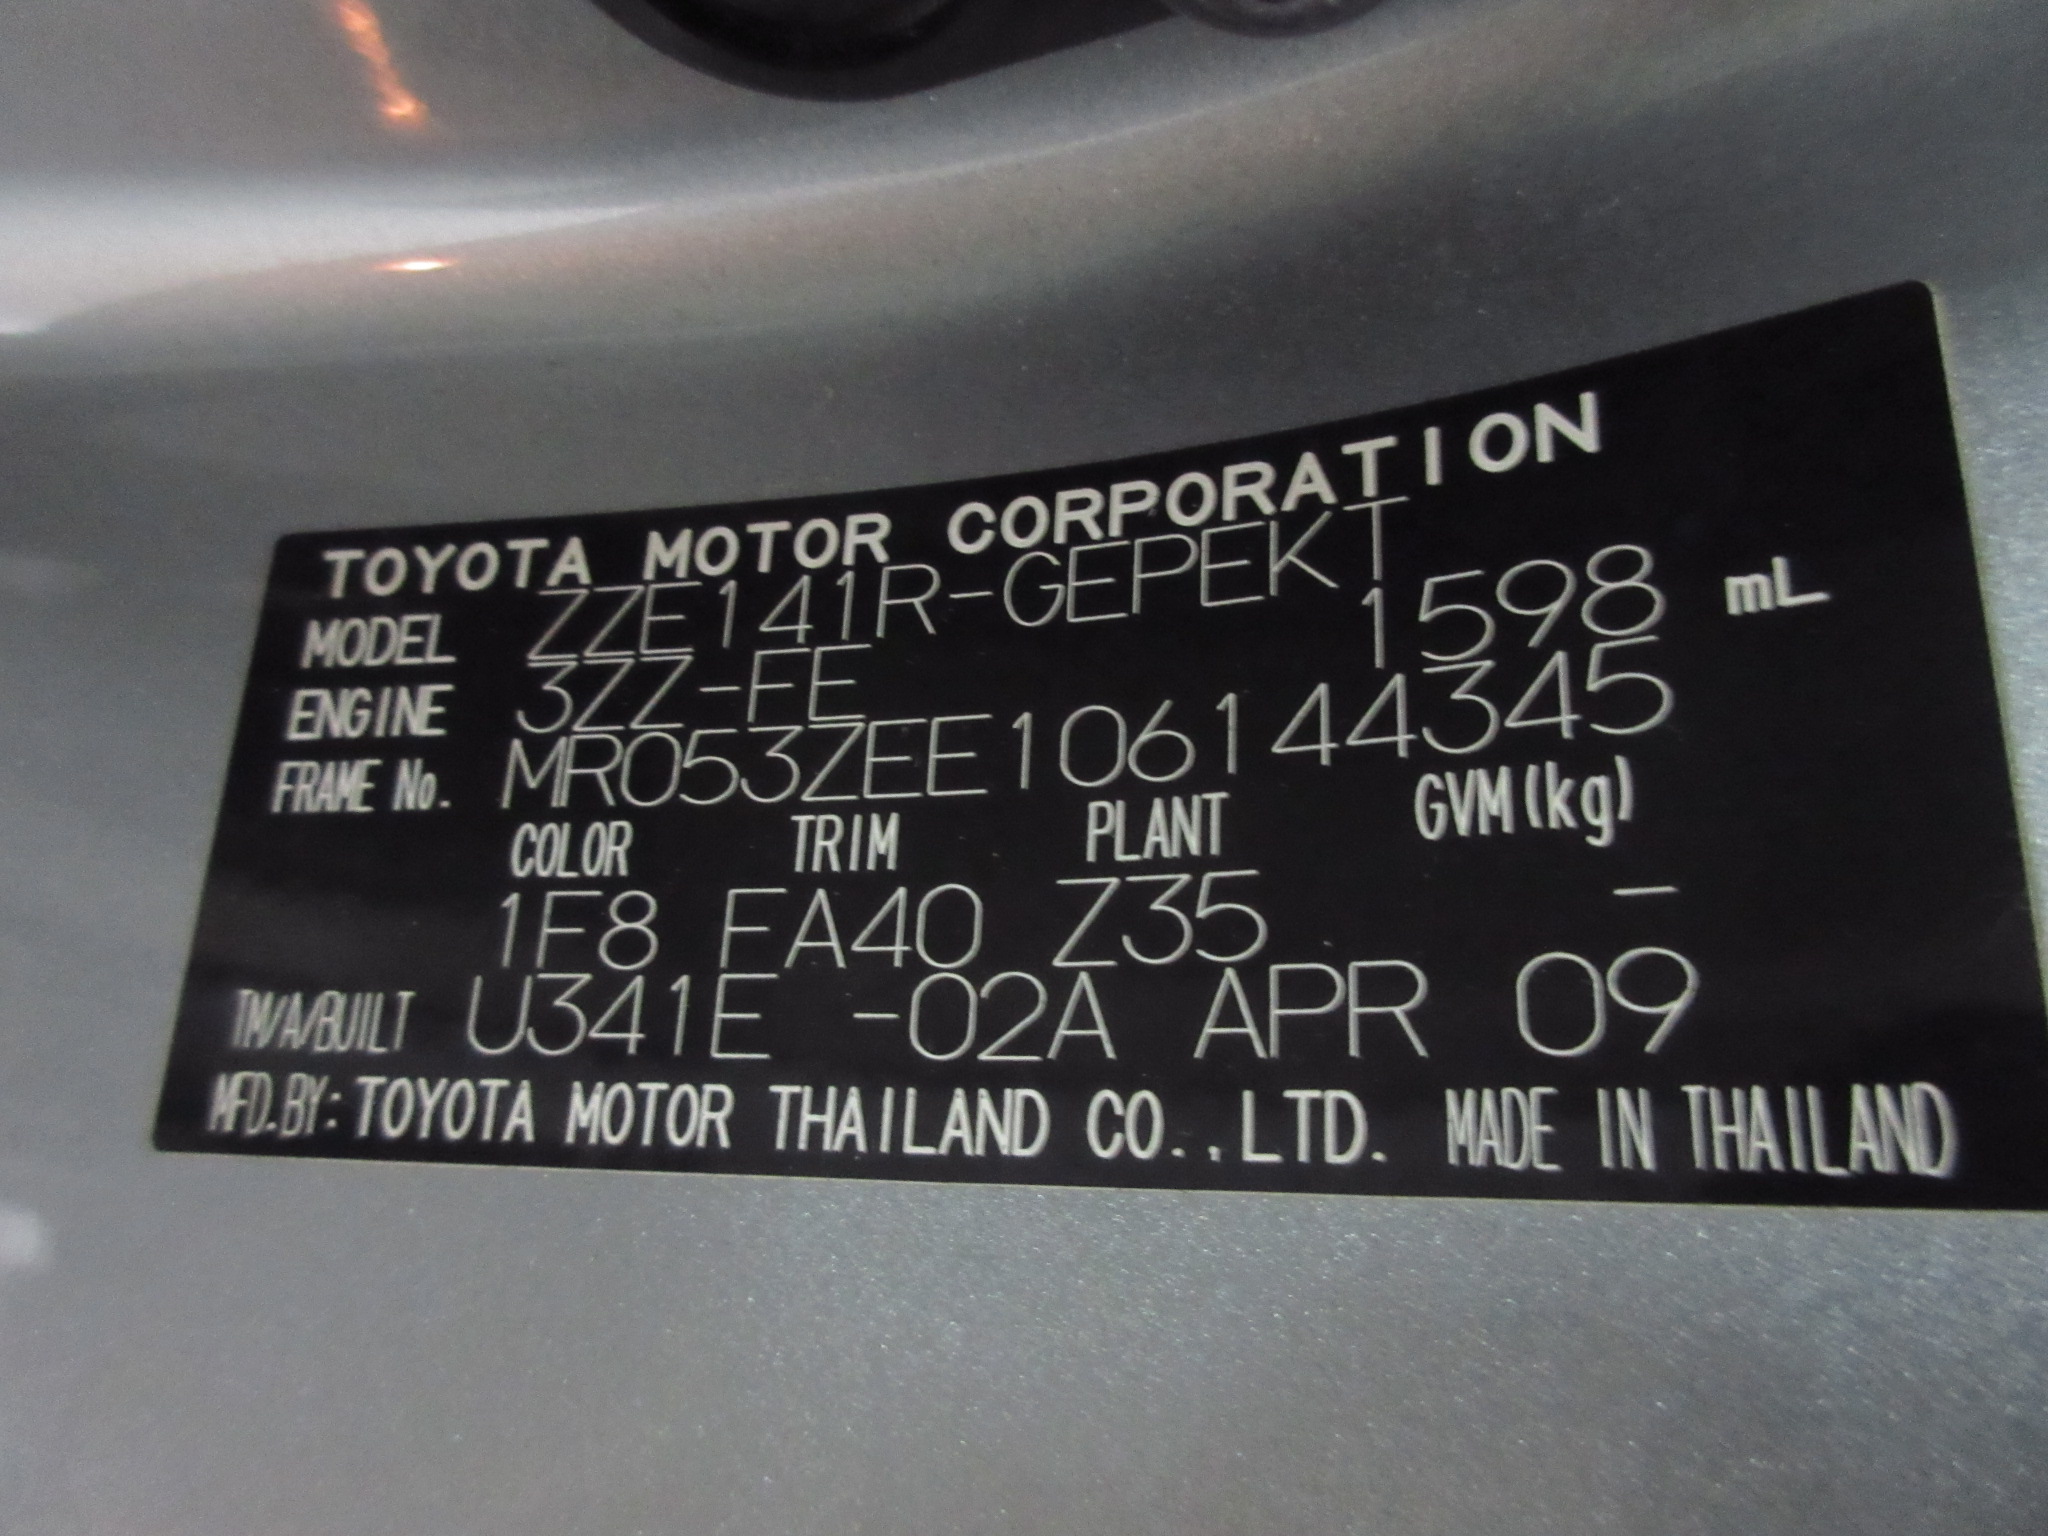 TOYOTA MOTOR CORPORATION
MODEL ZZE141R-GEPEKT
ENGINE 3ZZ-FE 1598 mL
FRAME No. MR053ZEE106144345
COLOR TRIM PLANT GVM(kg)
1F8 FA40 Z35 -
TM/A/BUILT U341E -02A APR 09
MFD.BY: TOYOTA MOTOR THAILAND CO.,LTD. MADE IN THAILAND